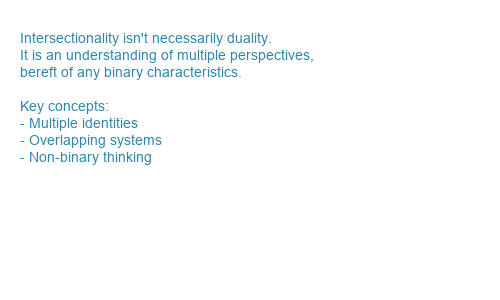 Intersectionality isn't necessarily duality.
It is an understanding of multiple perspectives,
bereft of any binary characteristics.

Key concepts:
- Multiple identities
- Overlapping systems
- Non-binary thinking